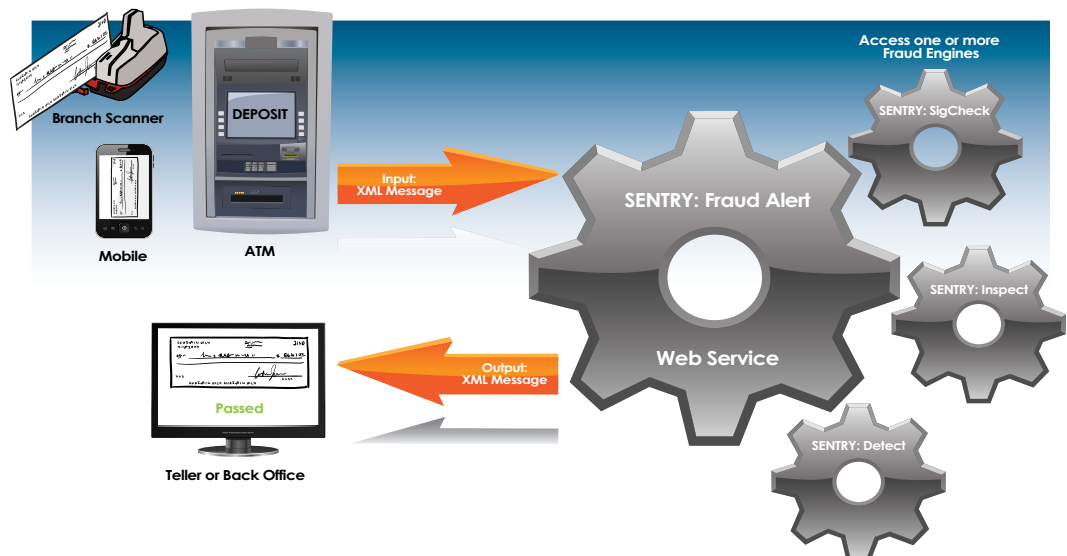 Access one or more
Fraud Engines
SENTRY: SigCheck
Branch Scanner
DEPOSIT
Input:
XML Message
SENTRY: Fraud Alert
Mobile
ATM
SENTRY: Inspect
Output:
XML Message
Web Service
Passed
SENTRY: Detect
Teller or Back Office